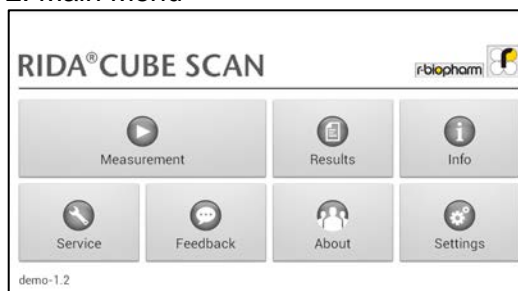 2. Main Menu
RIDA®CUBE SCAN
r-biopharm
Measurement
Results
Info
Service
Feedback
About
Settings
demo-1.2